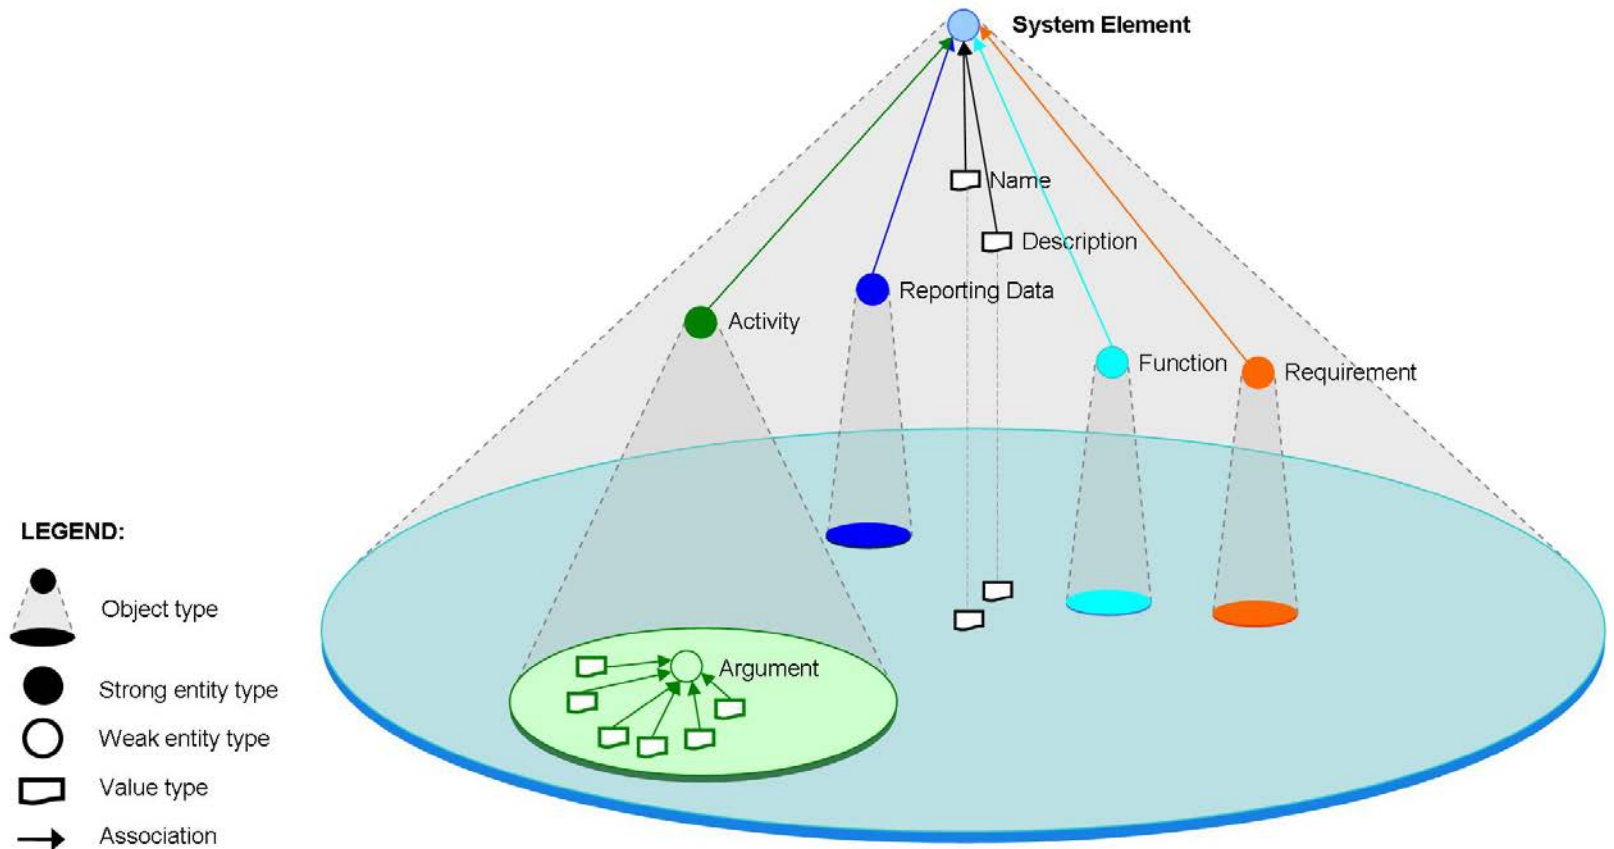 System Element
Name
Description
Reporting Data
Activity
Function
Requirement
LEGEND:
Object type
Argument
Strong entity type
Weak entity type
Value type
Association